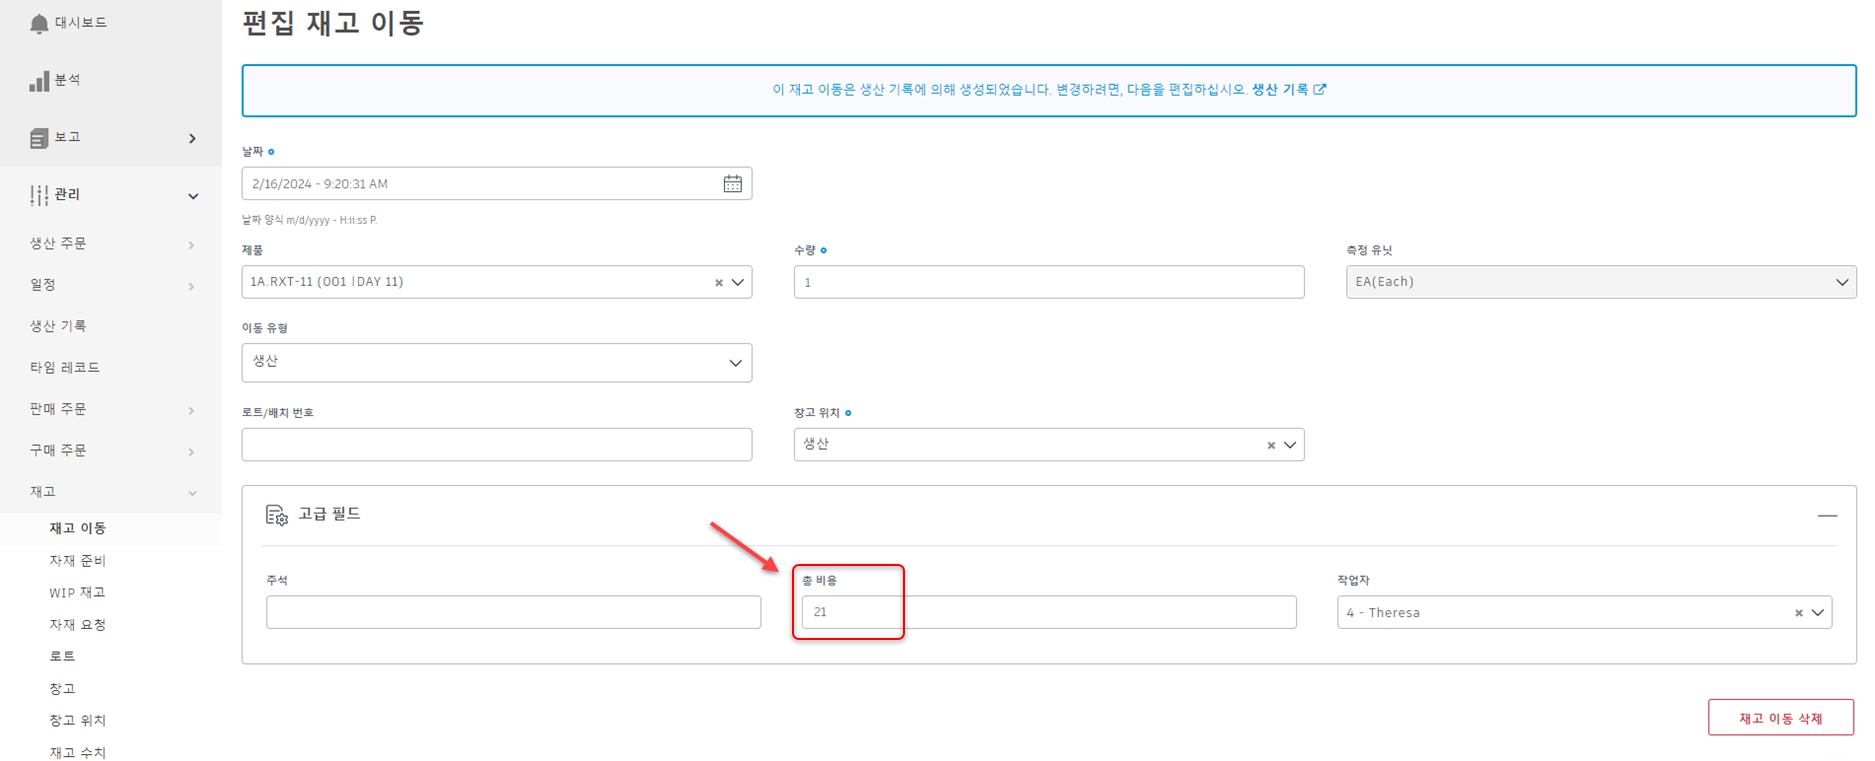 대시보드
분석
보고
관리
생산 주문
일정
생산 기록
타임 레코드
판매 주문
구매 주문
재고
재고 이동
자재 준비
WIP 재고
자재 요청
로트
창고
창고 위치
재고 수치
편집 재고 이동
이 재고 이동은 생산 기록에 의해 생성되었습니다. 변경하려면, 다음을 편집하십시오. 생산 기록
날짜
2/16/2024 - 9:20:31 AM
날짜 양식 m/d/yyyy - H:ii:ss P.
제품
1A.RXT-11 (001 |DAY 11)
수량
1
측정 유닛
EA(Each)
이동 유형
생산
로트/배치 번호
창고 위치
생산
고급 필드
주석
총 비용
21
작업자
4 - Theresa
재고 이동 삭제